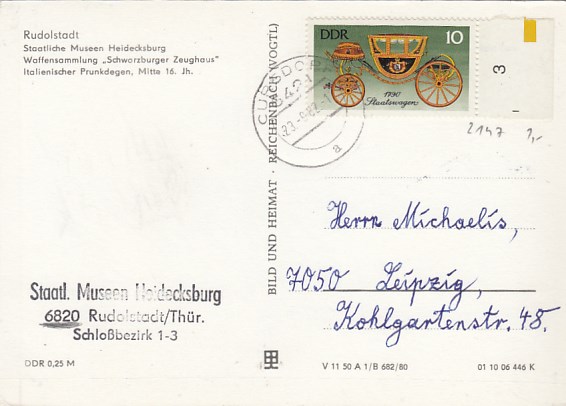 Rudolstadt
Staatliche Museen Heidecksburg
Waffensammlung „Schwarzburger Zeughaus"
Italienischer Prunkdegen, Mitte 16. Jh.
DDR 10
1790
Staatswagen
3
2147 1,-
BILD UND HEIMAT · REICHENBACH (VOGTL)
Herrn Michaelis,
7050 Leipzig,
Kohlgartenstr. 48.
Staatl. Museen Heidecksburg
6820 Rudolstadt/Thür.
Schloßbezirk 1-3
DDR 0,25 M
V 11 50 A 1/B 682/80
01 10 06 446 K